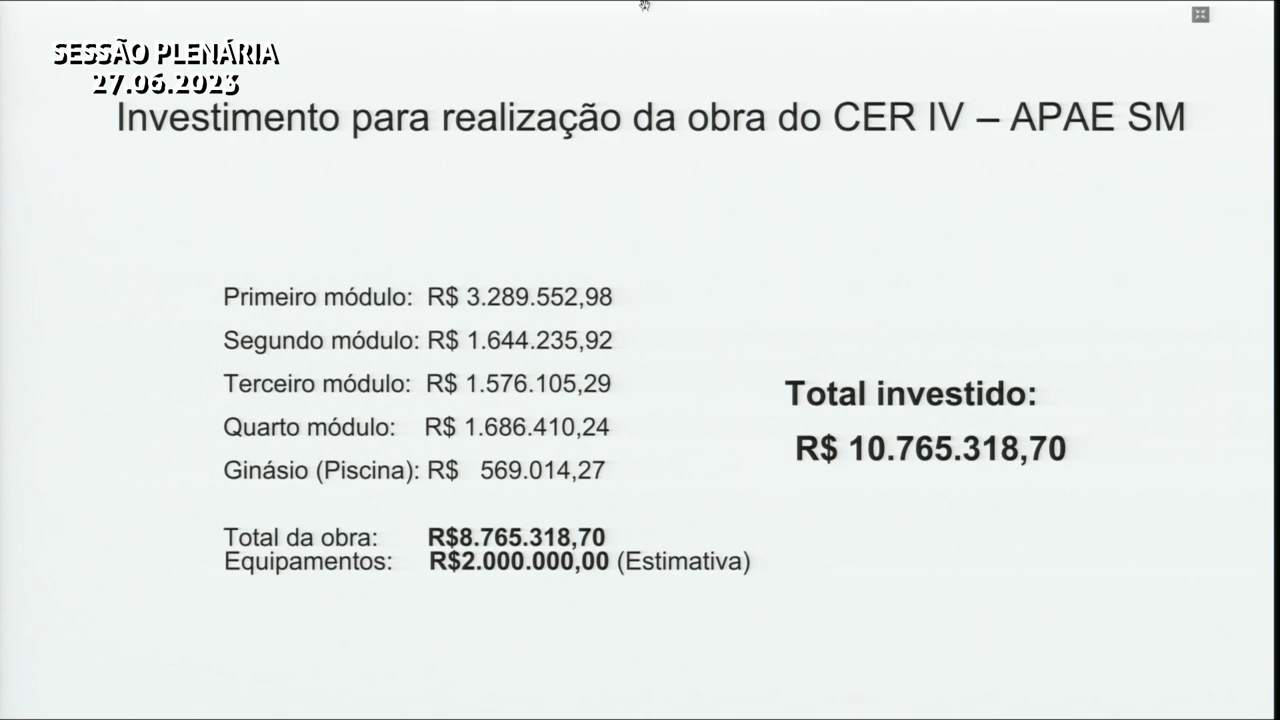 SESSÃO PLENÁRIA
27.06.2023
Investimento para realização da obra do CER IV – APAE SM
Primeiro módulo: R$ 3.289.552,98
Segundo módulo: R$ 1.644.235,92
Terceiro módulo: R$ 1.576.105,29
Quarto módulo: R$ 1.686.410,24
Ginásio (Piscina): R$ 569.014,27
Total da obra: R$8.765.318,70
Equipamentos: R$2.000.000,00 (Estimativa)
Total investido:
R$ 10.765.318,70